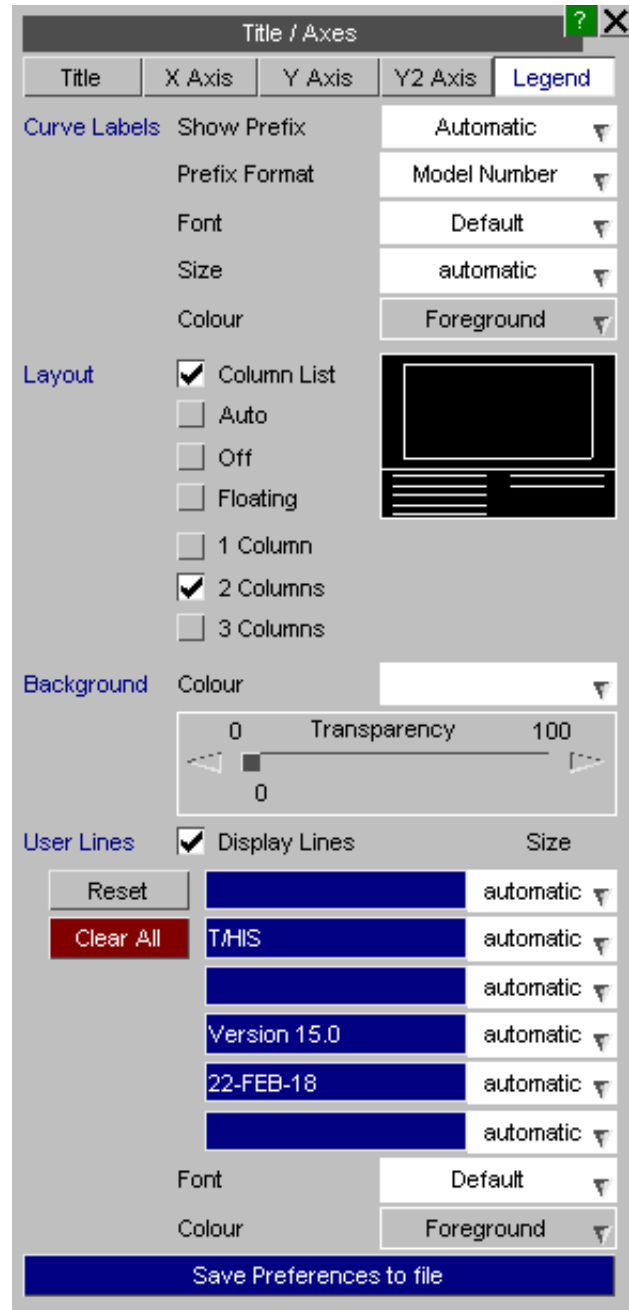 Title / Axes ? X
Title X Axis Y Axis Y2 Axis Legend
Curve Labels Show Prefix Automatic
Prefix Format Model Number
Font Default
Size automatic
Colour Foreground
Layout Column List
Auto
Off
Floating
1 Column
2 Columns
3 Columns
Background Colour
0 Transparency 100
0
User Lines Display Lines Size
Reset automatic
Clear All T/HIS automatic
automatic
Version 15.0 automatic
22-FEB-18 automatic
automatic
Font Default
Colour Foreground
Save Preferences to file